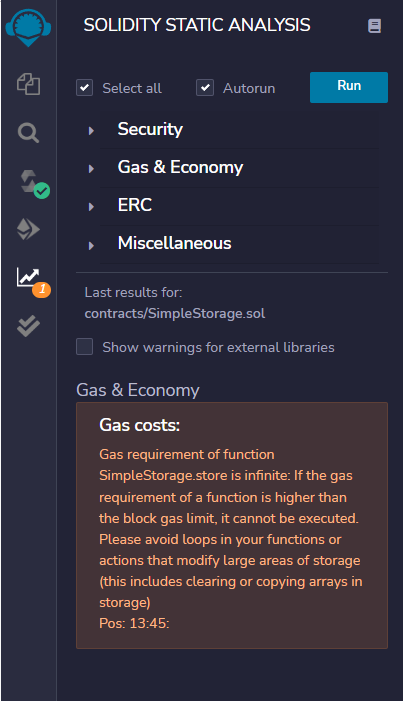 SOLIDITY STATIC ANALYSIS
Select all
Autorun
Run
Security
Gas & Economy
ERC
Miscellaneous
1
Last results for:
contracts/SimpleStorage.sol
Show warnings for external libraries
Gas & Economy
Gas costs:
Gas requirement of function
SimpleStorage.store is infinite: If the gas
requirement of a function is higher than
the block gas limit, it cannot be executed.
Please avoid loops in your functions or
actions that modify large areas of storage
(this includes clearing or copying arrays in
storage)
Pos: 13:45: